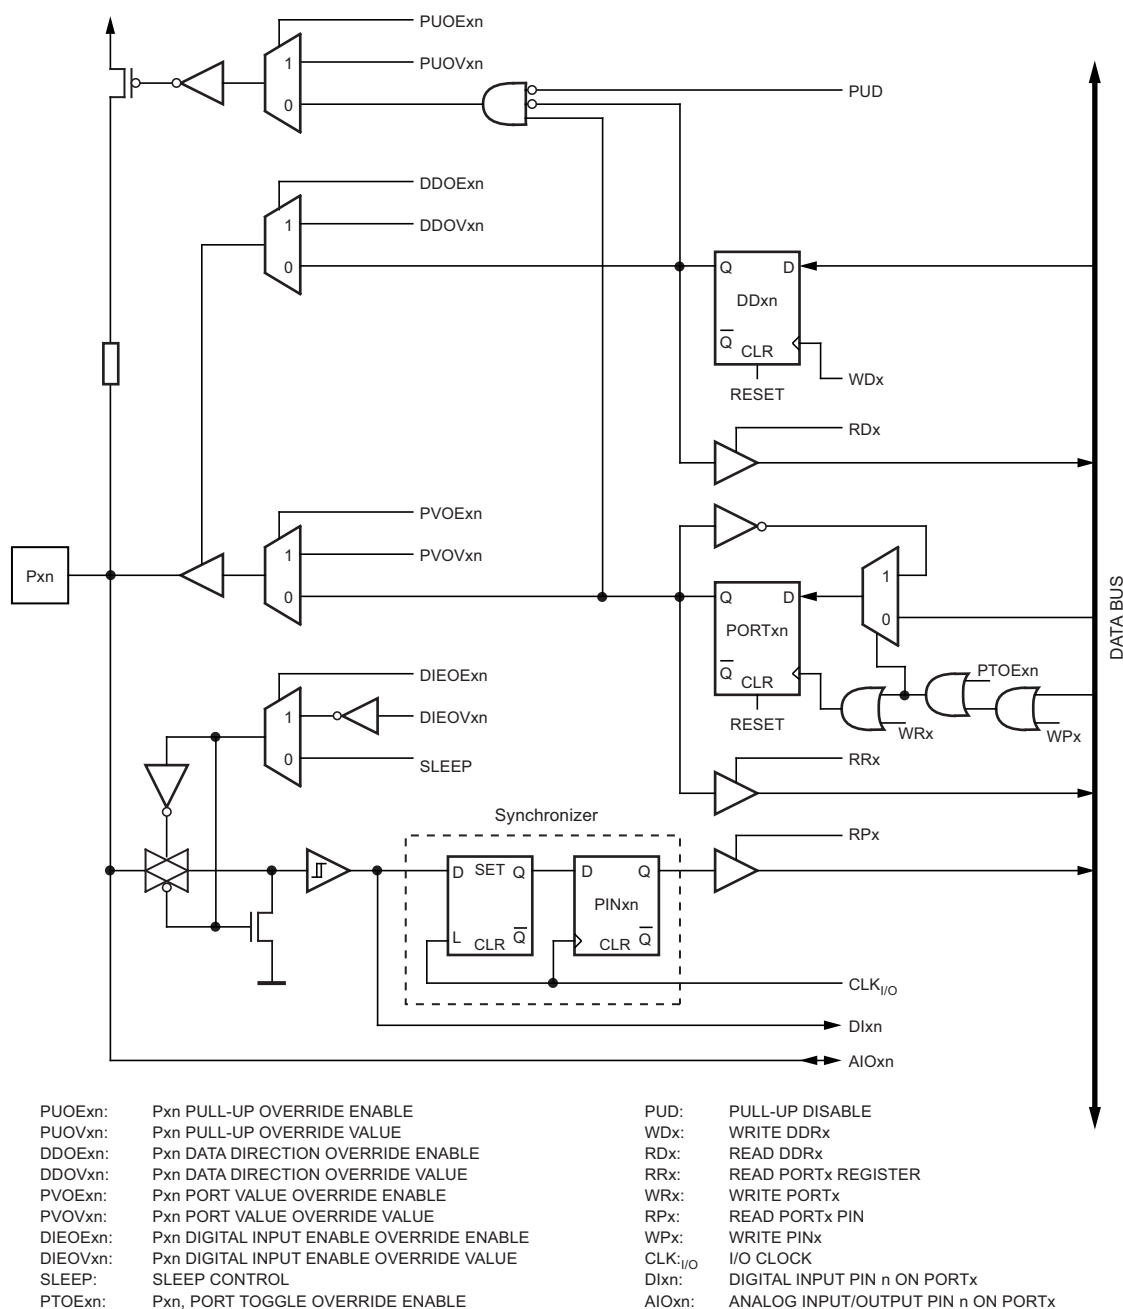 PUOExn
PUOVxn
1
0
PUD
DDOExn
DDOVxn
1
0
Q D
DDxn
Q
CLR
WDx
RESET
RDx
PVOExn
PVOVxn
1
0
Pxn
1
0
Q D
PORTxn
Q
CLR
RESET
PTOExn
WRx
WPx
DATA BUS
DIEOExn
DIEOVxn
1
0
SLEEP
RRx
Synchronizer
RPx
D SET Q
L
CLR Q
D Q
PINxn
CLR Q
CLKI/O
DIxn
AIOxn
PUOExn: Pxn PULL-UP OVERRIDE ENABLE
PUOVxn: Pxn PULL-UP OVERRIDE VALUE
DDOExn: Pxn DATA DIRECTION OVERRIDE ENABLE
DDOVxn: Pxn DATA DIRECTION OVERRIDE VALUE
PVOExn: Pxn PORT VALUE OVERRIDE ENABLE
PVOVxn: Pxn PORT VALUE OVERRIDE VALUE
DIEOExn: Pxn DIGITAL INPUT ENABLE OVERRIDE ENABLE
DIEOVxn: Pxn DIGITAL INPUT ENABLE OVERRIDE VALUE
SLEEP: SLEEP CONTROL
PTOExn: Pxn, PORT TOGGLE OVERRIDE ENABLE
PUD: PULL-UP DISABLE
WDx: WRITE DDRx
RDx: READ DDRx
RRx: READ PORTx REGISTER
WRx: WRITE PORTx
RPx: READ PORTx PIN
WPx: WRITE PINx
CLK:I/O I/O CLOCK
DIxn: DIGITAL INPUT PIN n ON PORTx
AIOxn: ANALOG INPUT/OUTPUT PIN n ON PORTx